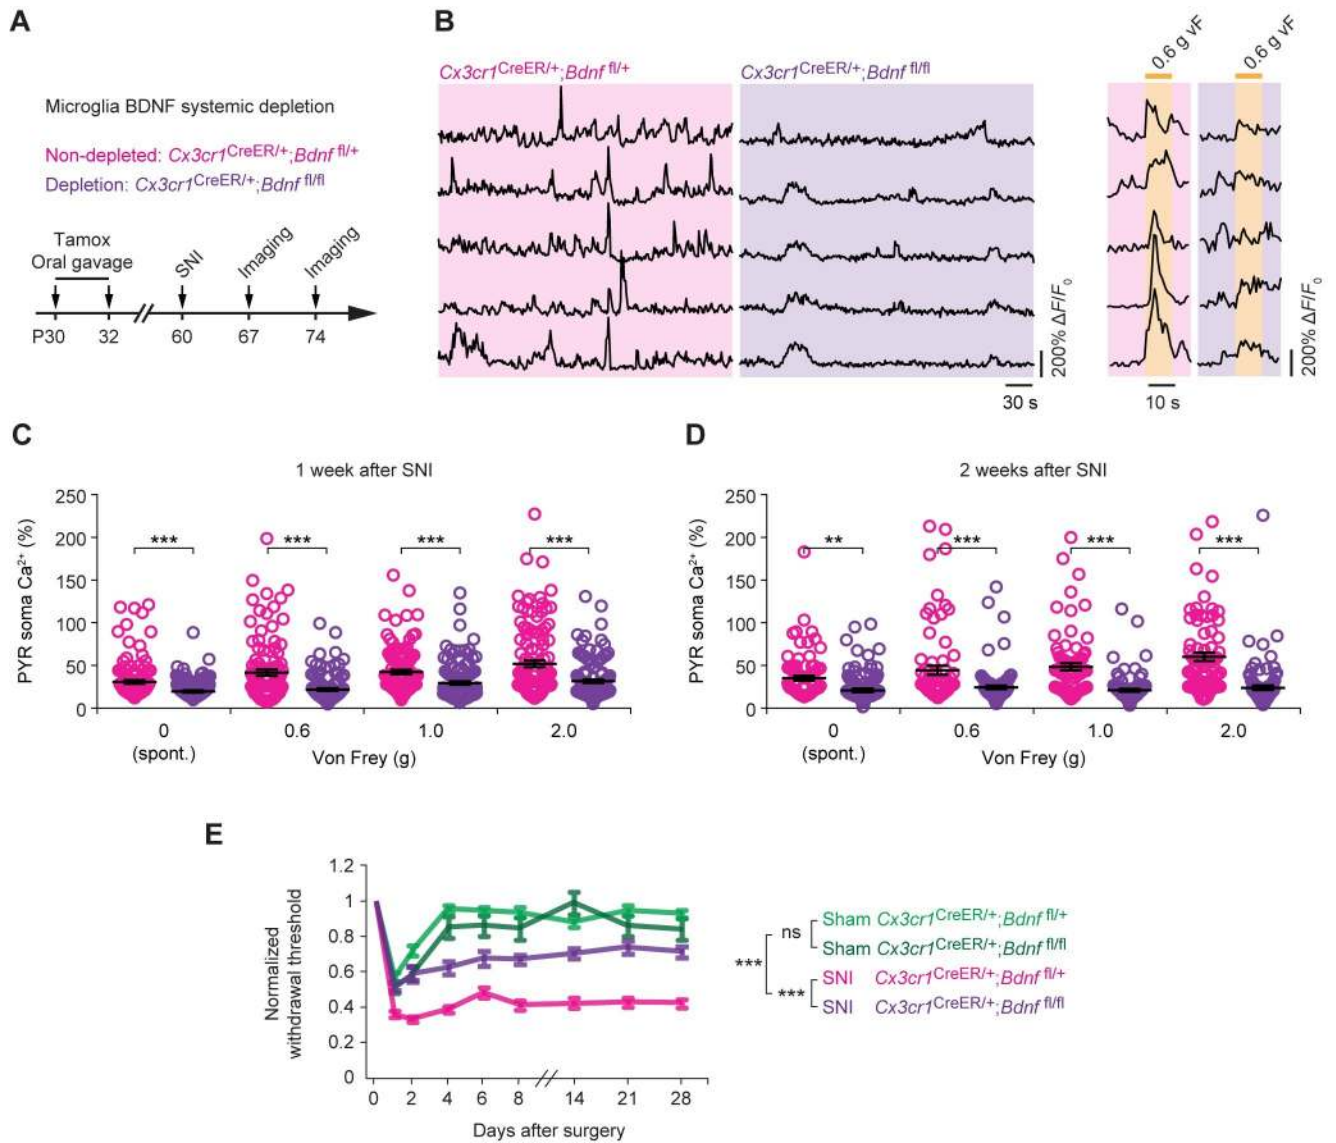 A
Microglia BDNF systemic depletion
Non-depleted: Cx3cr1CreER/+;Bdnf fl/+
Depletion: Cx3cr1CreER/+;Bdnf fl/fl
Tamox
Oral gavage
SNI
Imaging
Imaging
P30 32 60 67 74
B
Cx3cr1CreER/+;Bdnf fl/+
Cx3cr1CreER/+;Bdnf fl/fl
0.6 g vF
0.6 g vF
200% ΔF/F0
30 s
200% ΔF/F0
10 s
C
1 week after SNI
PYR soma Ca2+ (%)
250
200
150
100
50
0
*** *** *** ***
0 0.6 1.0 2.0
(spont.)
Von Frey (g)
D
2 weeks after SNI
PYR soma Ca2+ (%)
250
200
150
100
50
0
** *** *** ***
0 0.6 1.0 2.0
(spont.)
Von Frey (g)
E
Normalized
withdrawal threshold
1.2
1
0.8
0.6
0.4
0.2
0
0 2 4 6 8 14 21 28
Days after surgery
Sham Cx3cr1CreER/+;Bdnf fl/+
ns
Sham Cx3cr1CreER/+;Bdnf fl/fl
***
SNI Cx3cr1CreER/+;Bdnf fl/+
***
SNI Cx3cr1CreER/+;Bdnf fl/fl